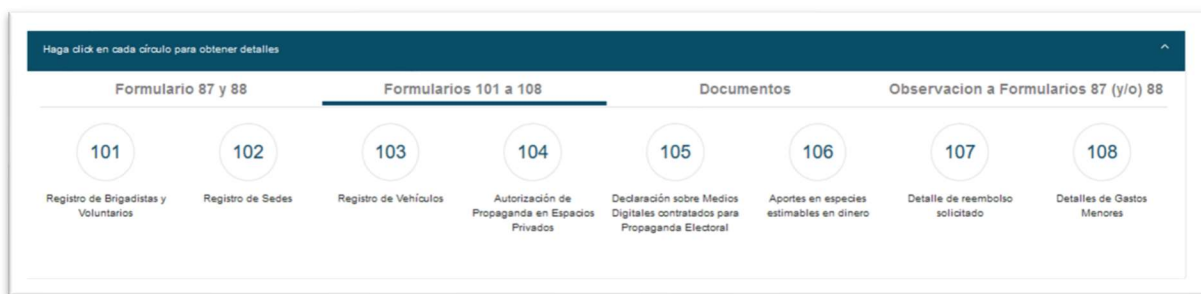 Haga click en cada círculo para obtener detalles
Formulario 87 y 88
Formularios 101 a 108
Documentos
Observacion a Formularios 87 (y/o) 88
101
Registro de Brigadistas y
Voluntarios
102
Registro de Sedes
103
Registro de Vehículos
104
Autorización de
Propaganda en Espacios
Privados
105
Declaración sobre Medios
Digitales contratados para
Propaganda Electoral
106
Aportes en especies
estimables en dinero
107
Detalle de reembolso
solicitado
108
Detalles de Gastos
Menores